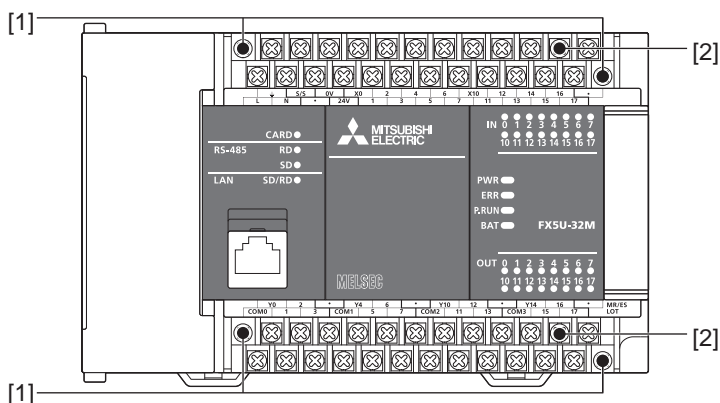 [1]
[2]
S/S 0V X0 2 4 6 X10 12 14 16 •
L N • 24V 1 3 5 7 11 13 15 17
CARD
RS-485 RD
SD
LAN SD/RD
MITSUBISHI
ELECTRIC
MELSEC
IN 0 1 2 3 4 5 6 7
10 11 12 13 14 15 16 17
PWR
ERR
P.RUN
BAT FX5U-32M
OUT 0 1 2 3 4 5 6 7
10 11 12 13 14 15 16 17
Y0 2 • Y4 6 • Y10 12 • Y14 16 • MR/ES
COM0 1 3 COM1 5 7 COM2 11 13 COM3 15 17 LOT
[2]
[1]